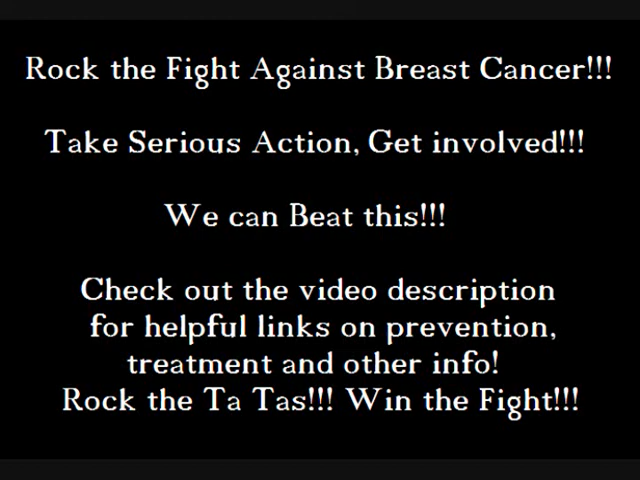 Rock the Fight Against Breast Cancer!!!
Take Serious Action, Get involved!!!
We can Beat this!!!
Check out the video description
for helpful links on prevention,
treatment and other info!
Rock the Ta Tas!!! Win the Fight!!!